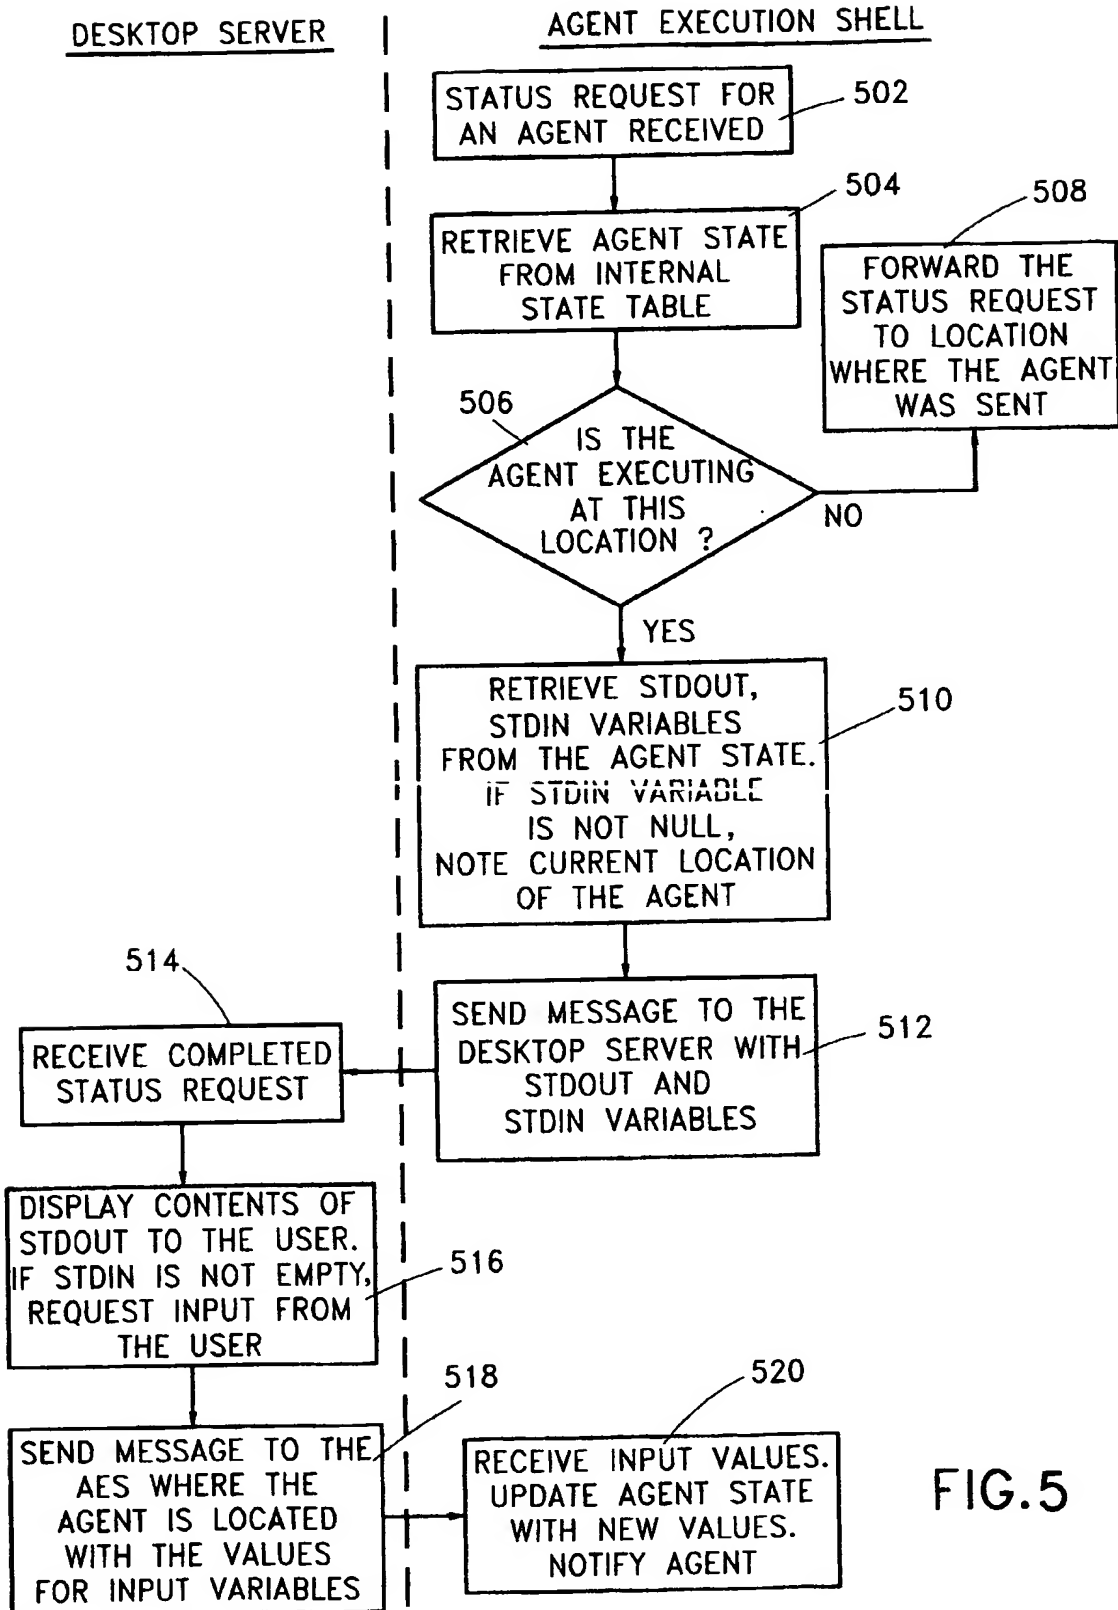 DESKTOP SERVER
AGENT EXECUTION SHELL
STATUS REQUEST FOR
AN AGENT RECEIVED
502
504
RETRIEVE AGENT STATE
FROM INTERNAL
STATE TABLE
508
FORWARD THE
STATUS REQUEST
TO LOCATION
WHERE THE AGENT
WAS SENT
506
IS THE
AGENT EXECUTING
AT THIS
LOCATION ?
NO
YES
RETRIEVE STDOUT,
STDIN VARIABLES
FROM THE AGENT STATE.
IF STDIN VARIABLE
IS NOT NULL,
NOTE CURRENT LOCATION
OF THE AGENT
510
SEND MESSAGE TO THE
DESKTOP SERVER WITH
STDOUT AND
STDIN VARIABLES
512
514
RECEIVE COMPLETED
STATUS REQUEST
DISPLAY CONTENTS OF
STDOUT TO THE USER.
IF STDIN IS NOT EMPTY,
REQUEST INPUT FROM
THE USER
516
518
SEND MESSAGE TO THE
AES WHERE THE
AGENT IS LOCATED
WITH THE VALUES
FOR INPUT VARIABLES
520
RECEIVE INPUT VALUES.
UPDATE AGENT STATE
WITH NEW VALUES.
NOTIFY AGENT
FIG.5